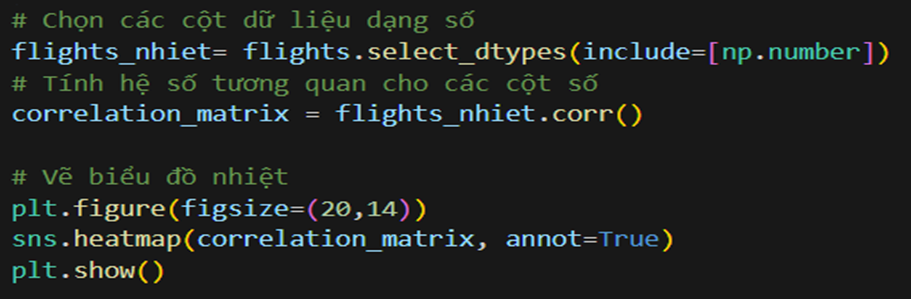 # Chọn các cột dữ liệu dạng số
flights_nhiet= flights.select_dtypes(include=[np.number])
# Tính hệ số tương quan cho các cột số
correlation_matrix = flights_nhiet.corr()
# Vẽ biểu đồ nhiệt
plt.figure(figsize=(20,14))
sns.heatmap(correlation_matrix, annot=True)
plt.show()